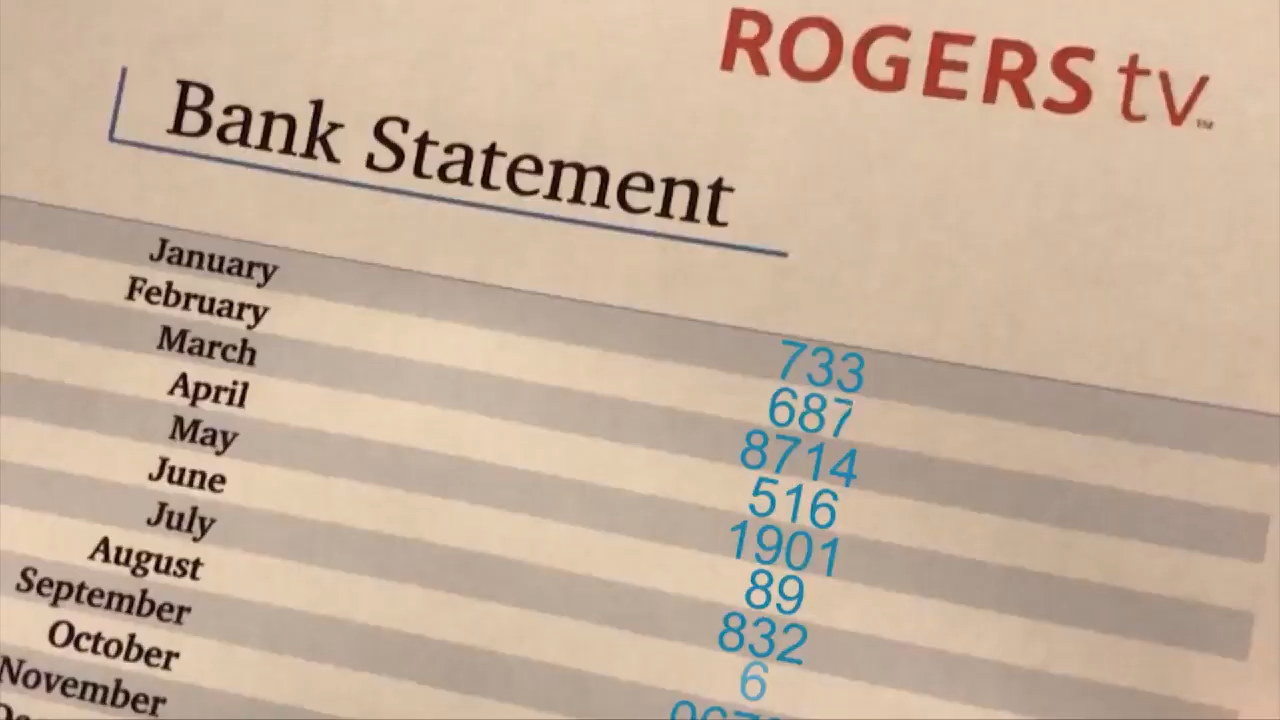 ROGERS tv™
Bank Statement
January 733
February 687
March 8714
April 516
May 1901
June 89
July 832
August 6
September
October
November